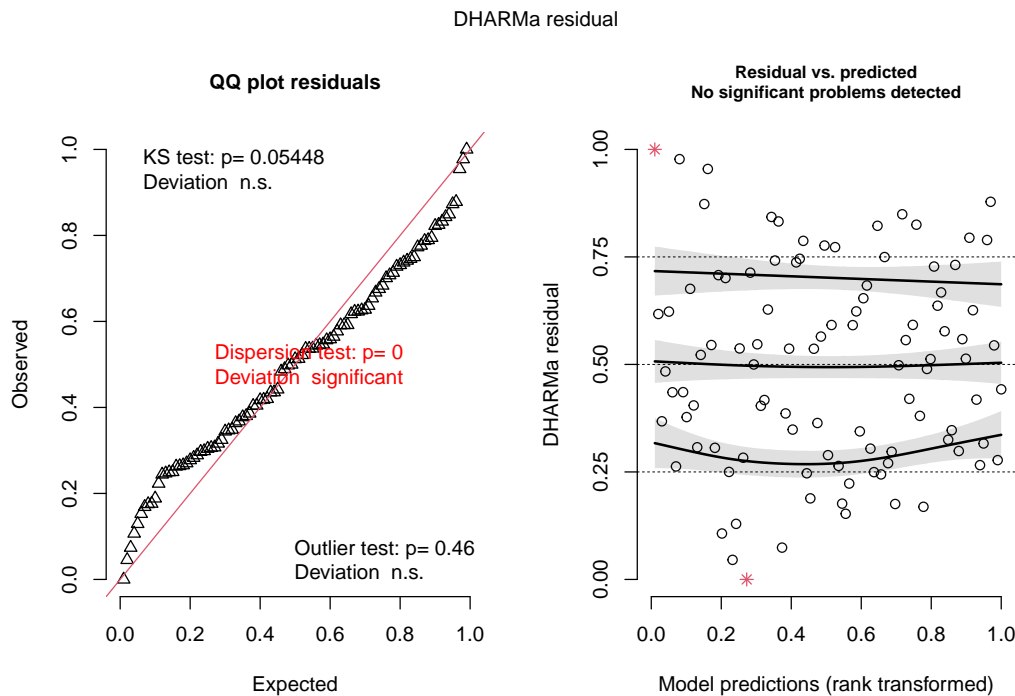 DHARMa residual
QQ plot residuals
KS test: p= 0.05448
Deviation  n.s.
Dispersion test: p= 0
Deviation  significant
Outlier test: p= 0.46
Deviation  n.s.
Observed
0.0
0.2
0.4
0.6
0.8
1.0
0.0 0.2 0.4 0.6 0.8 1.0
Expected
Residual vs. predicted
No significant problems detected
DHARMa residual
0.00
0.25
0.50
0.75
1.00
0.0 0.2 0.4 0.6 0.8 1.0
Model predictions (rank transformed)